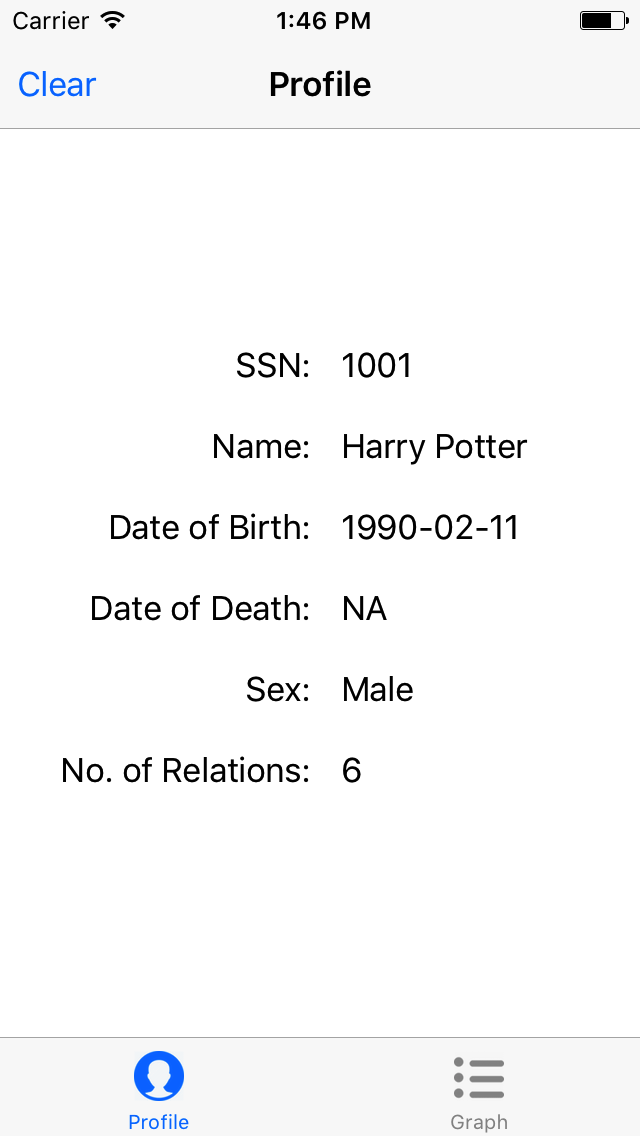 Carrier 1:46 PM
Clear Profile
SSN: 1001
Name: Harry Potter
Date of Birth: 1990-02-11
Date of Death: NA
Sex: Male
No. of Relations: 6
Profile Graph